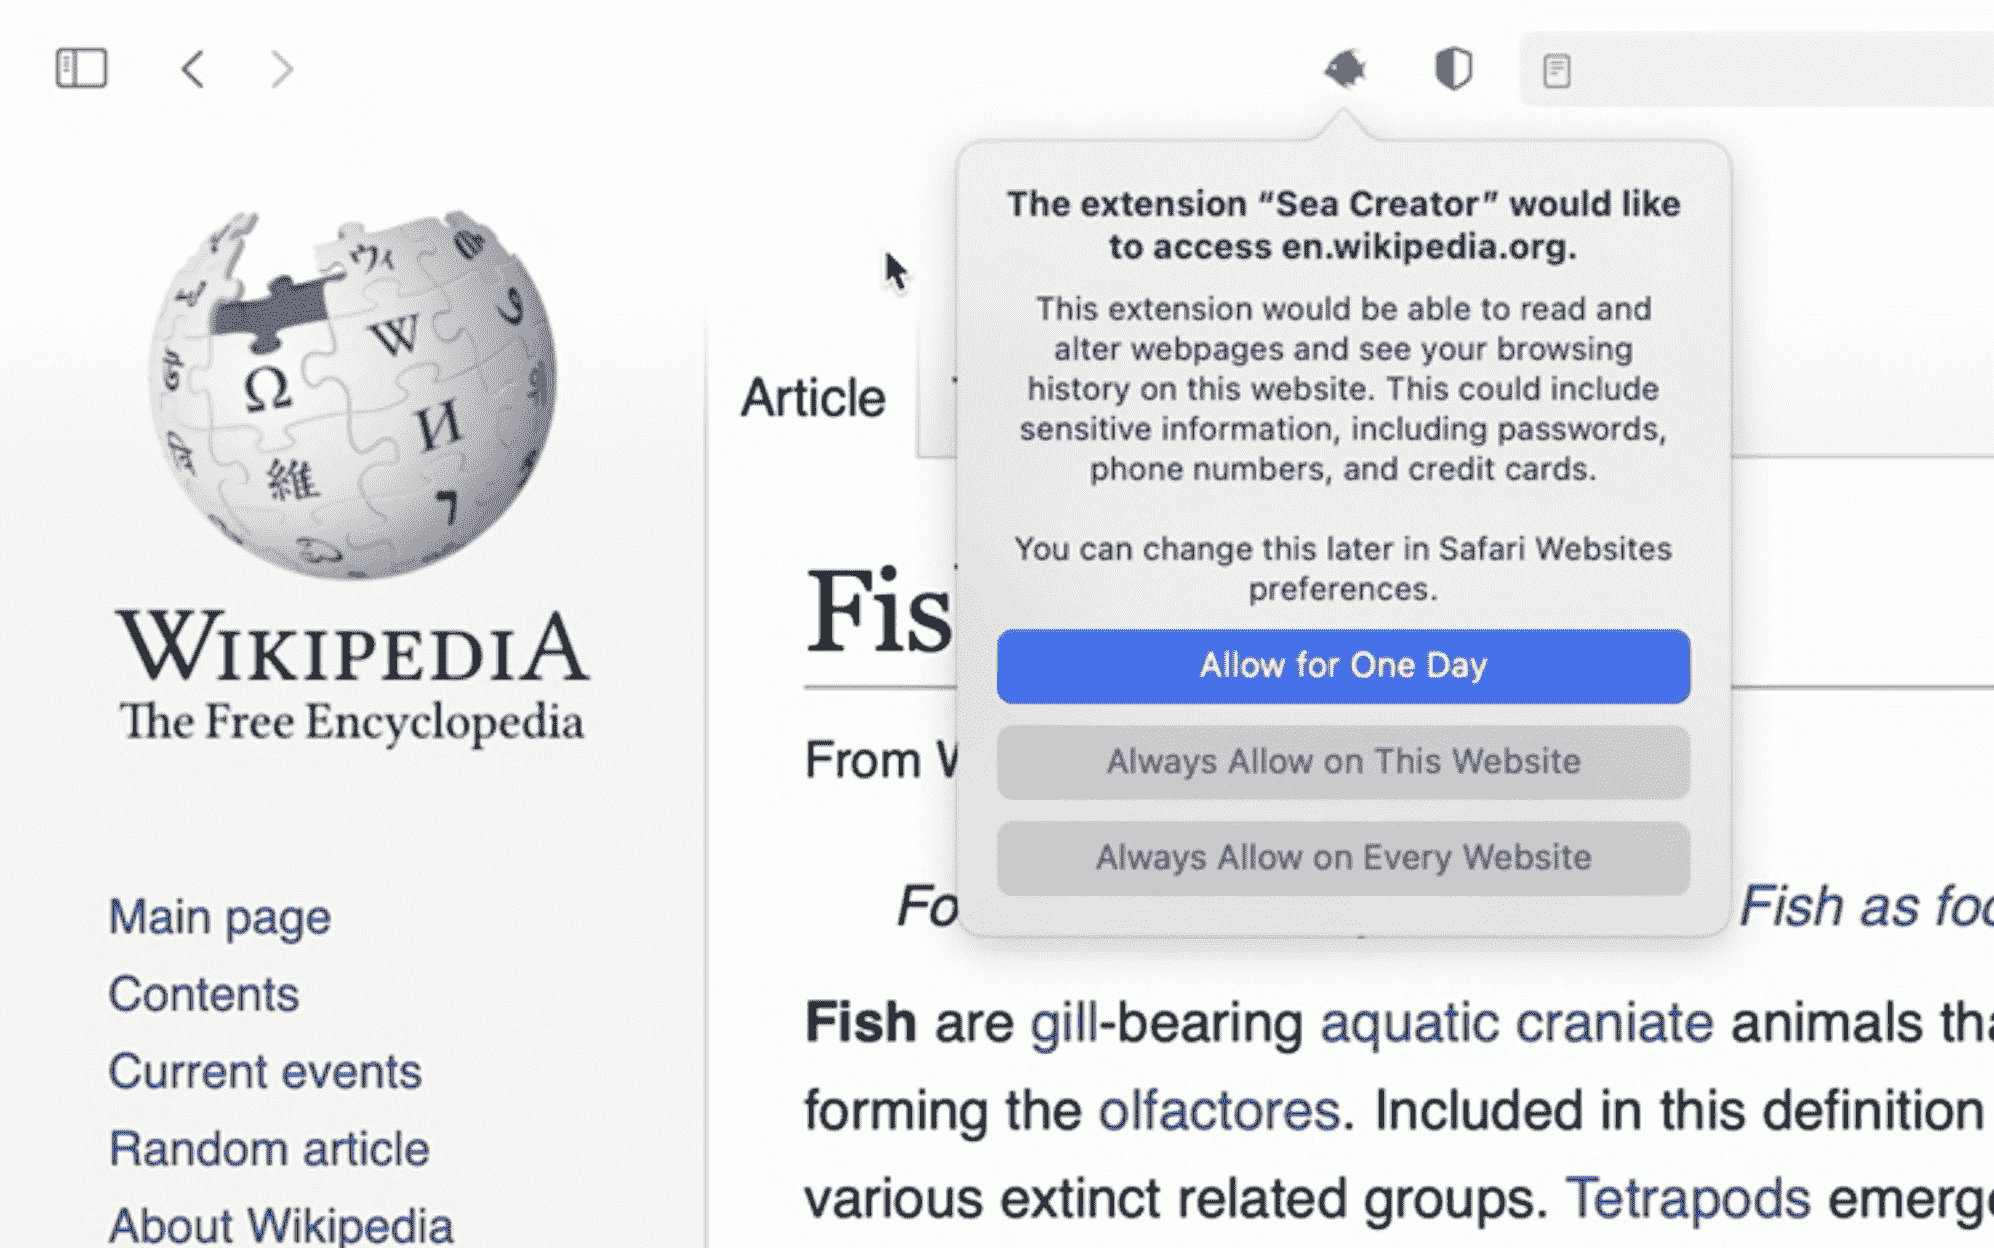 The extension “Sea Creator” would like
to access en.wikipedia.org.
This extension would be able to read and
alter webpages and see your browsing
history on this website. This could include
sensitive information, including passwords,
phone numbers, and credit cards.
You can change this later in Safari Websites
preferences.
Allow for One Day
Always Allow on This Website
Always Allow on Every Website
Ω
W
И
維
ウィ
7
WIKIPEDIA
The Free Encyclopedia
Main page
Contents
Current events
Random article
About Wikipedia
Article
Fis
From W
Fo Fish as foo
Fish are gill-bearing aquatic craniate animals tha
forming the olfactores. Included in this definition
various extinct related groups. Tetrapods emerge